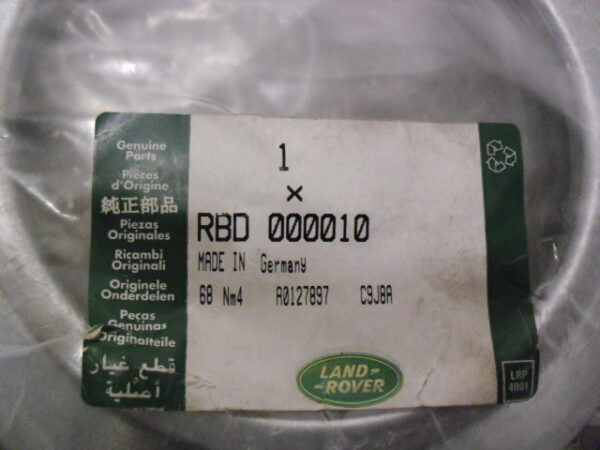 Genuine
Parts
Pièces
d'Origine
純正部品
Piezas
Originales
Ricambi
Originali
Originele
Onderdelen
Peças
Genuinas
Originalteile
قطع غيار
أصلية
1
×
RBD 000010
MADE IN Germany
68 Nm4 A0127897 C9J8A
LAND-
-ROVER
LRP
4001